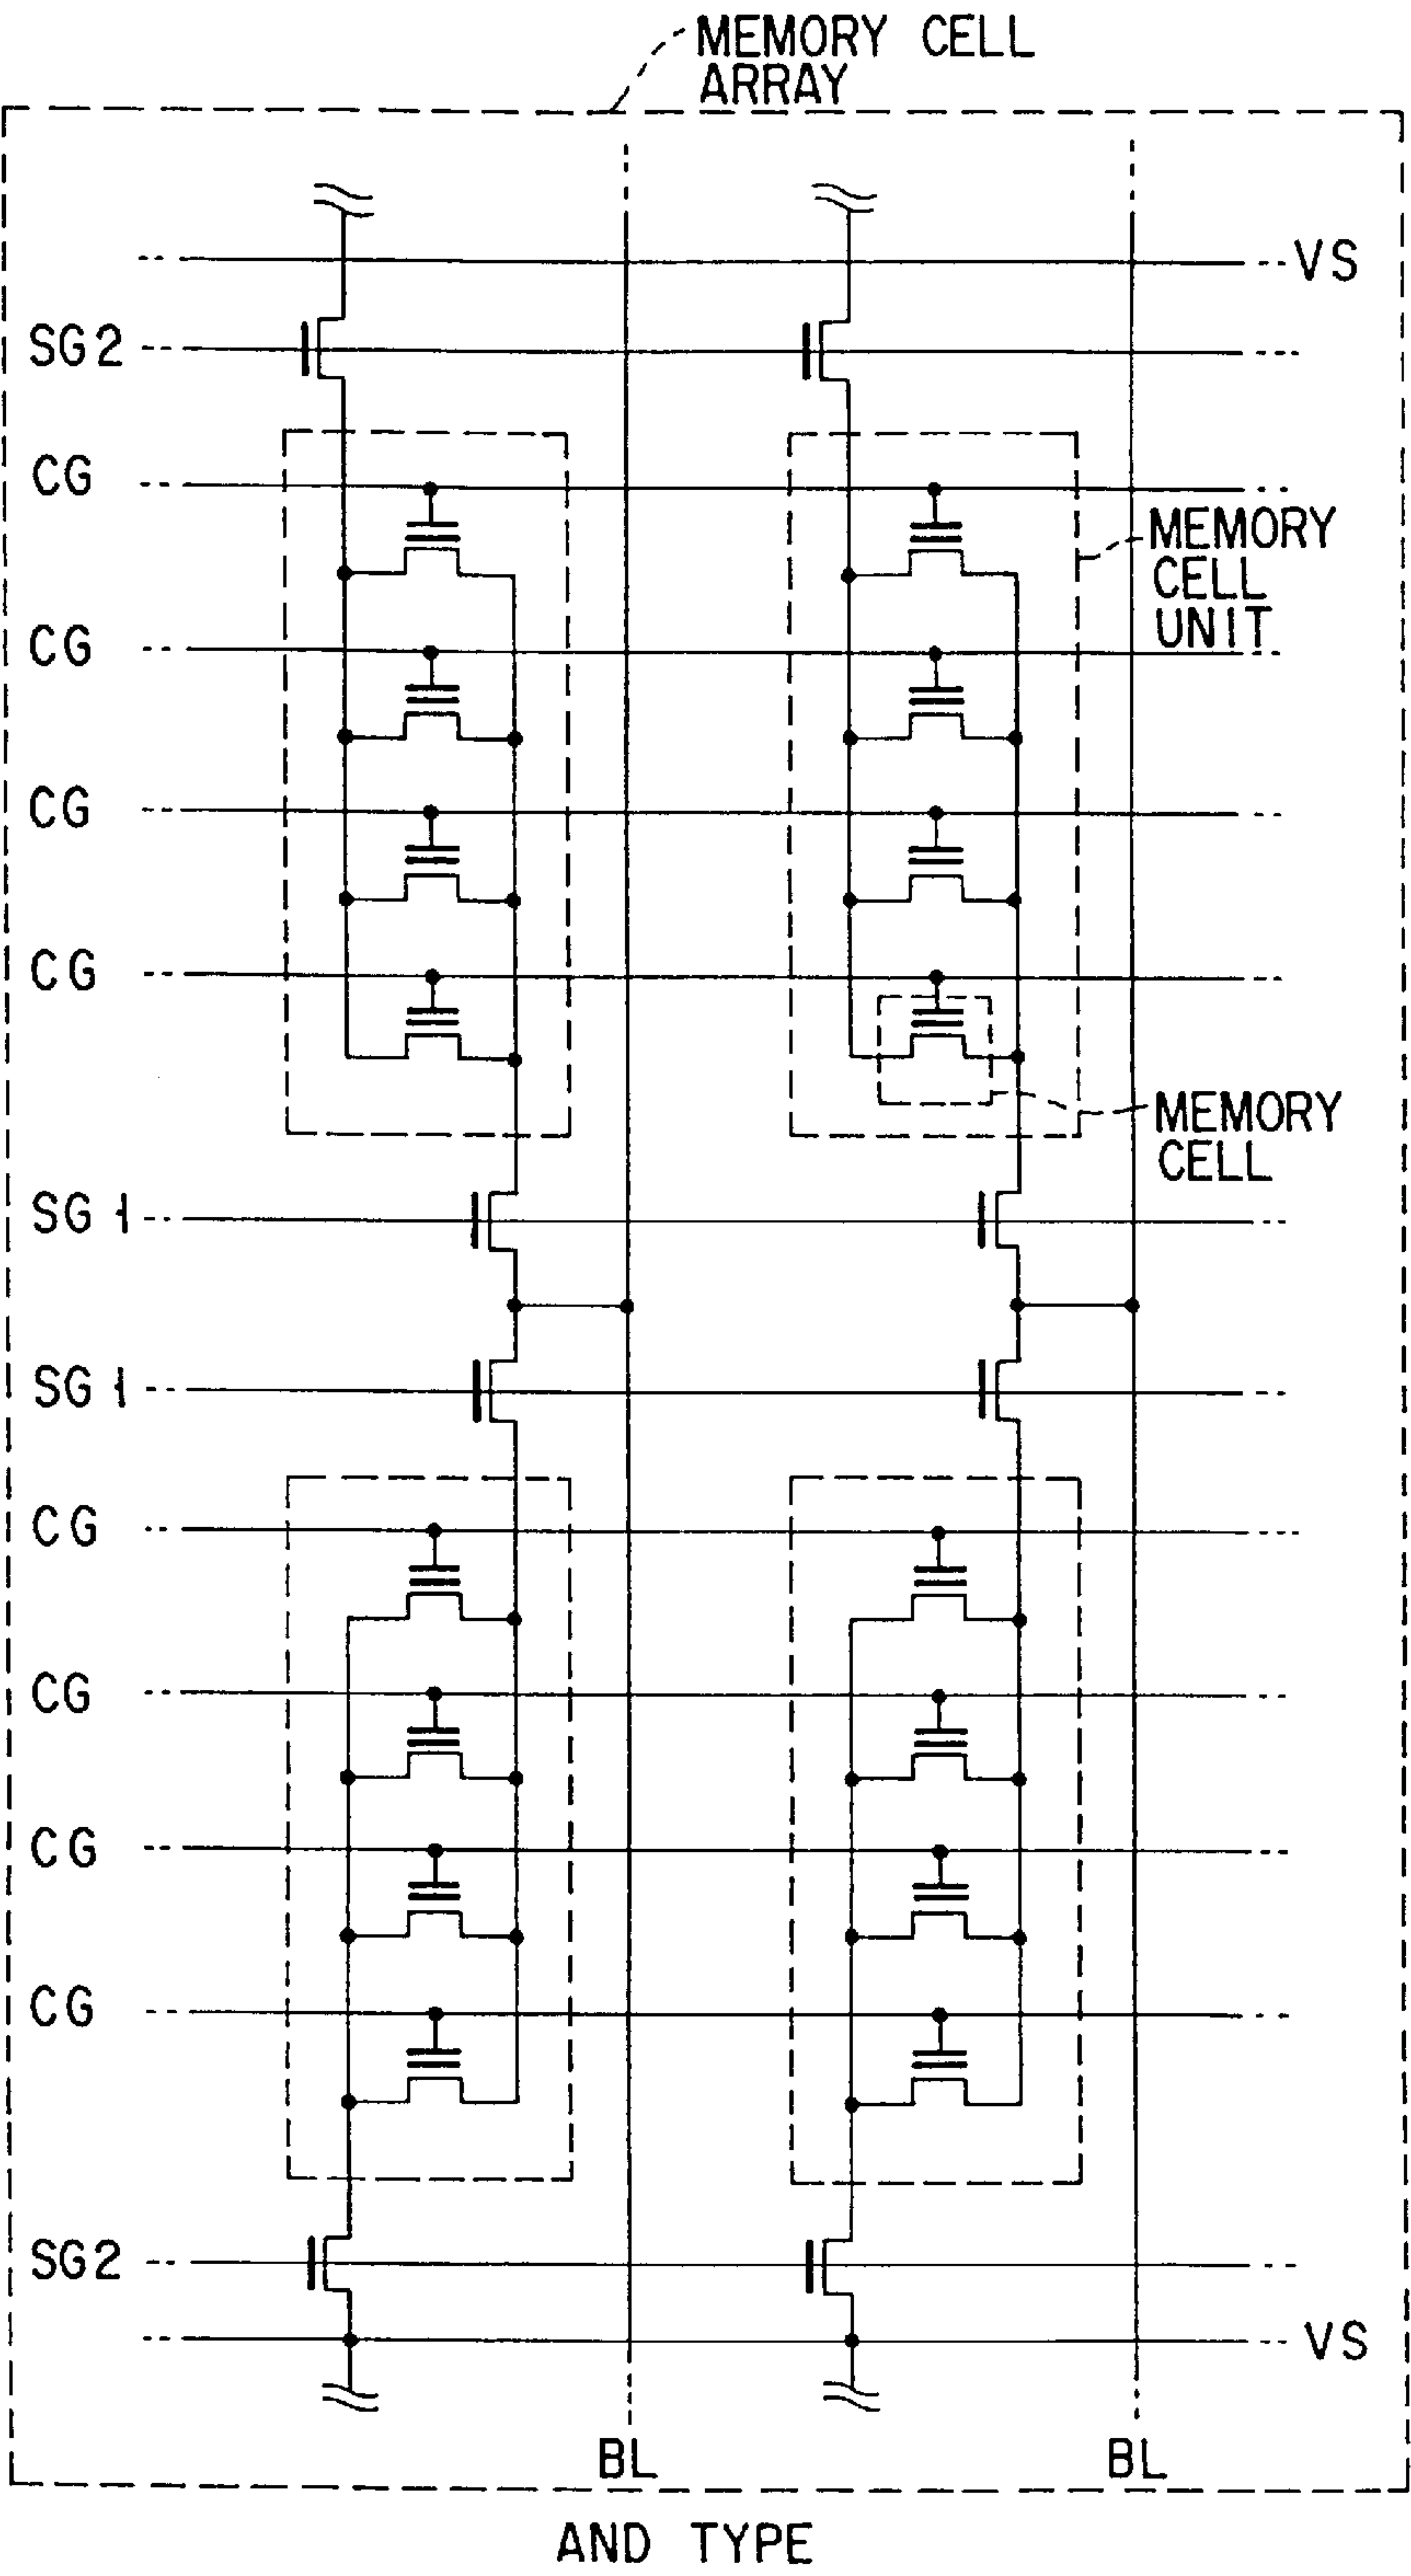 MEMORY CELL
ARRAY
VS
SG2
CG
MEMORY
CELL
UNIT
CG
CG
CG
MEMORY
CELL
SG1
SG1
CG
CG
CG
CG
SG2
VS
BL BL
AND TYPE